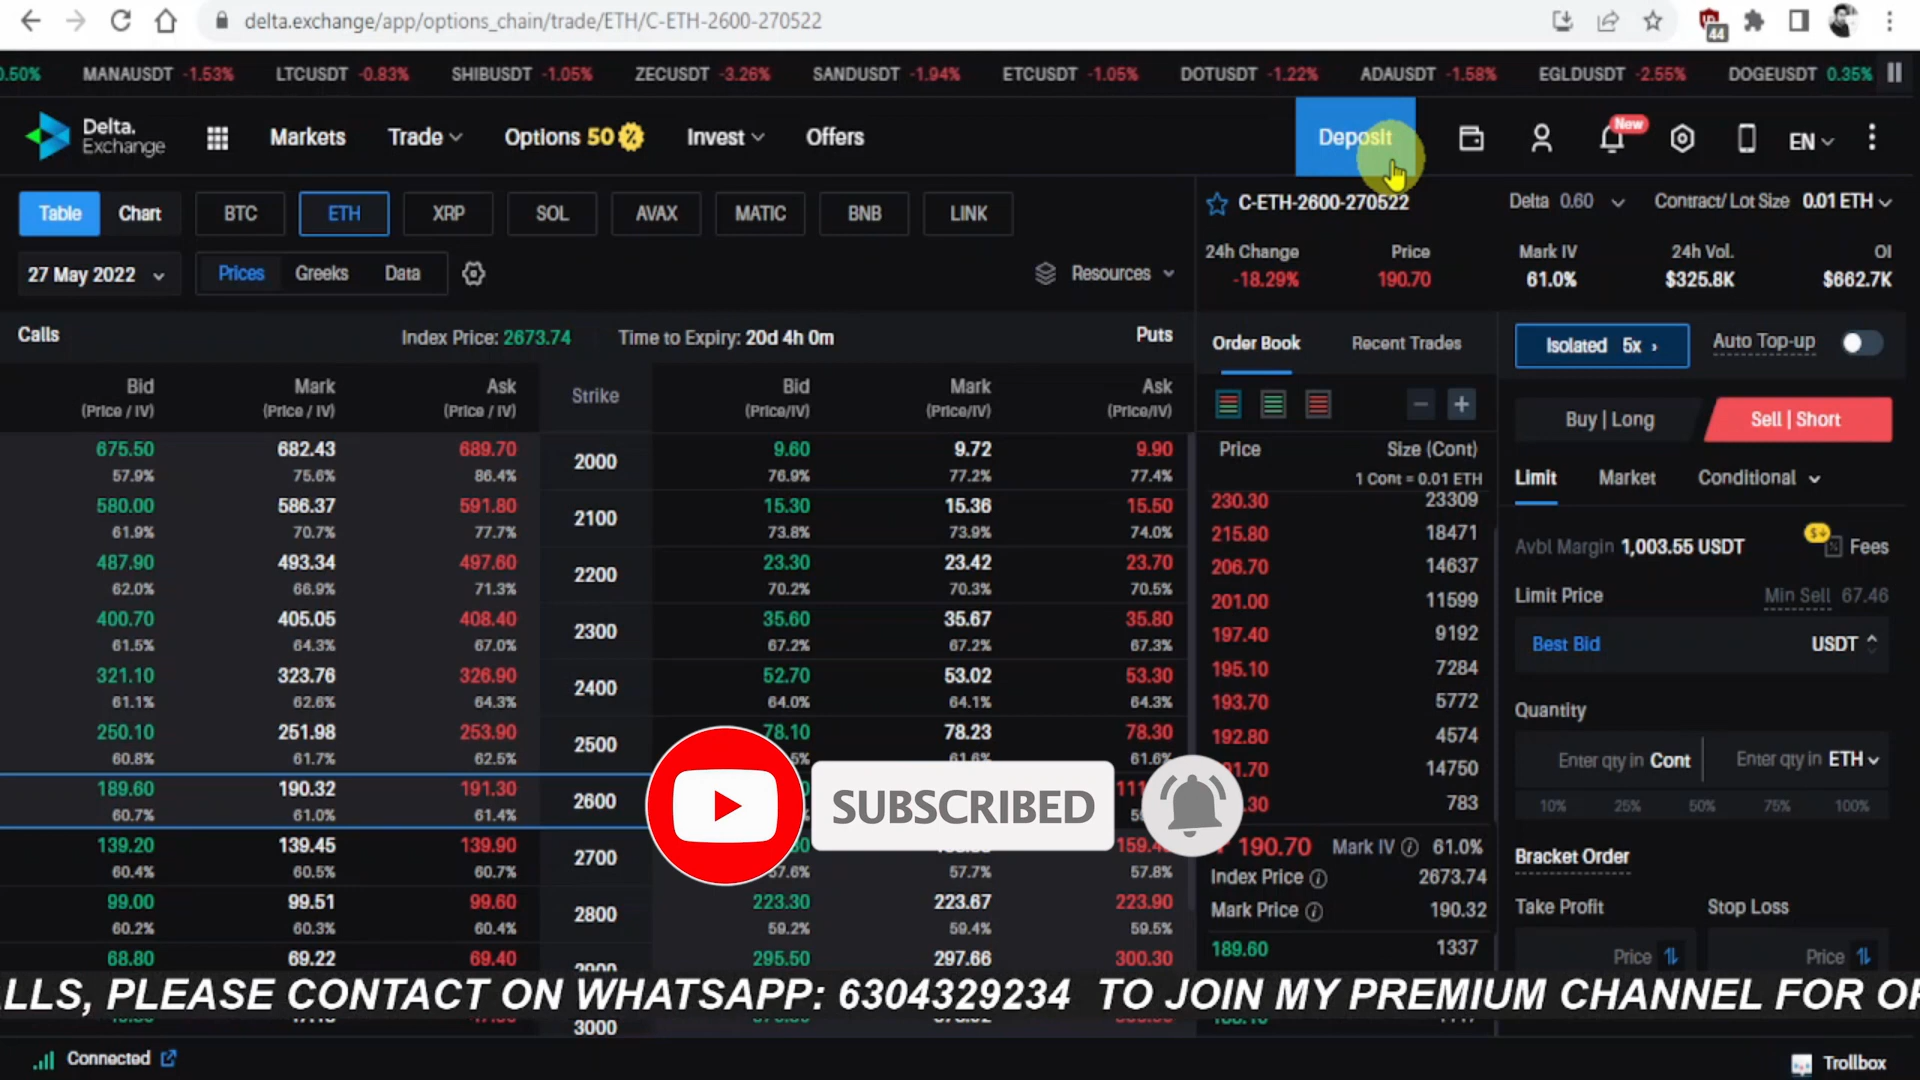 delta.exchange/app/options_chain/trade/ETH/C-ETH-2600-270522
44
0.50% MANAUSDT -1.53% LTCUSDT -0.83% SHIBUSDT -1.05% ZECUSDT -3.26% SANDUSDT -1.94% ETCUSDT -1.05% DOTUSDT -1.22% ADAUSDT -1.58% EGLDUSDT -2.55% DOGEUSDT 0.35%
Delta.
Exchange
Markets Trade Options 50% Invest Offers Deposit New EN
Table Chart BTC ETH XRP SOL AVAX MATIC BNB LINK
27 May 2022 Prices Greeks Data Resources
C-ETH-2600-270522 Delta 0.60 Contract/ Lot Size 0.01 ETH
24h Change Price Mark IV 24h Vol. OI
-18.29% 190.70 61.0% $325.8K $662.7K
Calls Index Price: 2673.74 Time to Expiry: 20d 4h 0m Puts
Bid Mark Ask Strike Bid Mark Ask
(Price / IV) (Price / IV) (Price / IV) (Price/IV) (Price/IV) (Price/IV)
675.50 682.43 689.70 2000 9.60 9.72 9.90
57.9% 75.6% 86.4% 76.9% 77.2% 77.4%
580.00 586.37 591.80 2100 15.30 15.36 15.50
61.9% 70.7% 77.7% 73.8% 73.9% 74.0%
487.90 493.34 497.60 2200 23.30 23.42 23.70
62.0% 66.9% 71.3% 70.2% 70.3% 70.5%
400.70 405.05 408.40 2300 35.60 35.67 35.80
61.5% 64.3% 67.0% 67.2% 67.2% 67.3%
321.10 323.76 326.90 2400 52.70 53.02 53.30
61.1% 62.6% 64.3% 64.0% 64.1% 64.3%
250.10 251.98 253.90 2500 78.10 78.23 78.30
60.8% 61.7% 62.5% 61.6% 61.6%
189.60 190.32 191.30 2600
60.7% 61.0% 61.4%
139.20 139.45 139.90 2700
60.4% 60.5% 60.7% 57.6% 57.7% 57.8%
99.00 99.51 99.60 2800 223.30 223.67 223.90
60.2% 60.3% 60.4% 59.2% 59.4% 59.5%
68.80 69.22 69.40 2900 295.50 297.66 300.30
3000
SUBSCRIBED
Order Book Recent Trades
Price Size (Cont)
1 Cont = 0.01 ETH
230.30 23309
215.80 18471
206.70 14637
201.00 11599
197.40 9192
195.10 7284
193.70 5772
192.80 4574
14750
783
190.70 Mark IV 61.0%
Index Price 2673.74
Mark Price 190.32
189.60 1337
Isolated 5x Auto Top-up
Buy | Long Sell | Short
Limit Market Conditional
Avbl Margin 1,003.55 USDT Fees
Limit Price Min Sell 67.46
Best Bid USDT
Quantity
Enter qty in Cont Enter qty in ETH
10% 25% 50% 75% 100%
Bracket Order
Take Profit Stop Loss
Price Price
LLS, PLEASE CONTACT ON WHATSAPP: 6304329234 TO JOIN MY PREMIUM CHANNEL FOR OP
Connected Trollbox